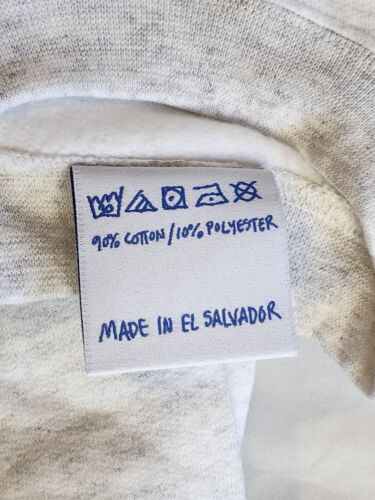 90% COTTON/10% POLYESTER
MADE IN EL SALVADOR